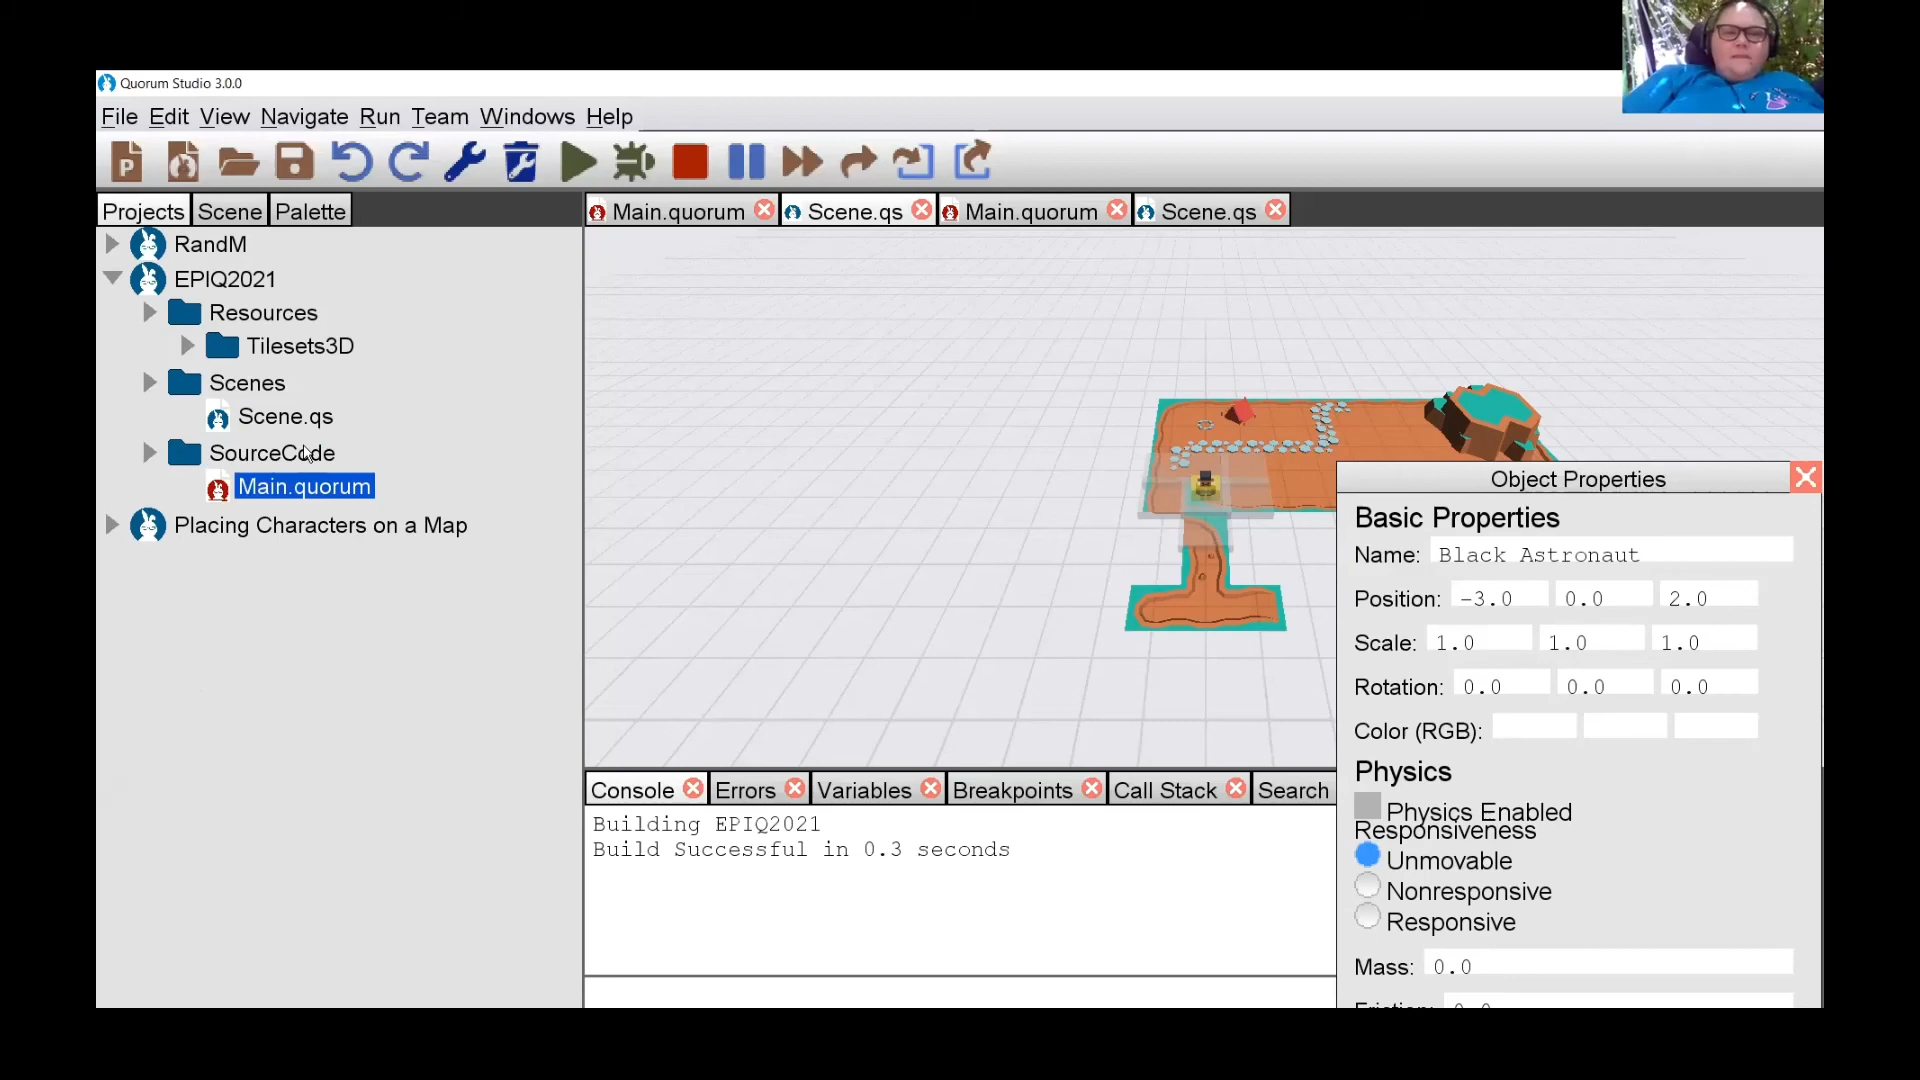 Quorum Studio 3.0.0
File Edit View Navigate Run Team Windows Help
P
Projects Scene Palette
Main.quorum Scene.qs Main.quorum Scene.qs
RandM
EPIQ2021
Resources
Tilesets3D
Scenes
Scene.qs
SourceCode
Main.quorum
Placing Characters on a Map
Object Properties
Basic Properties
Name: Black Astronaut
Position: -3.0 0.0 2.0
Scale: 1.0 1.0 1.0
Rotation: 0.0 0.0 0.0
Color (RGB):
Physics
Physics Enabled
Responsiveness
Unmovable
Nonresponsive
Responsive
Mass: 0.0
Console Errors Variables Breakpoints Call Stack Search
Building EPIQ2021
Build Successful in 0.3 seconds